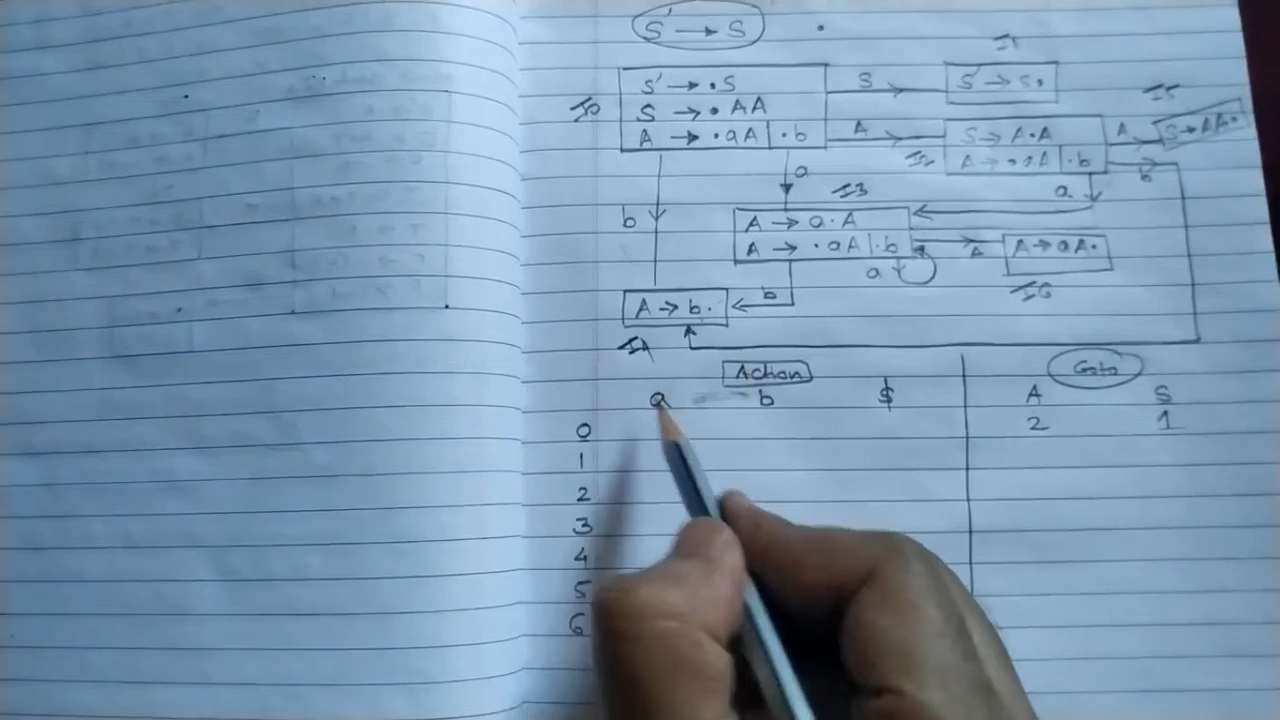 S' → S
I1
S' → •S
S → •AA
A → •aA | •b
I0
S
S' → S•
A
S → A•A
A → •aA | •b
I2
A
I5
S → AA•
b
a
a
b
I3
A → a•A
A → •aA | •b
a
A
A → aA•
I6
b
A → b•
I4
Action
Goto
a b $ A S
0 2 1
1
2
3
4
5
6